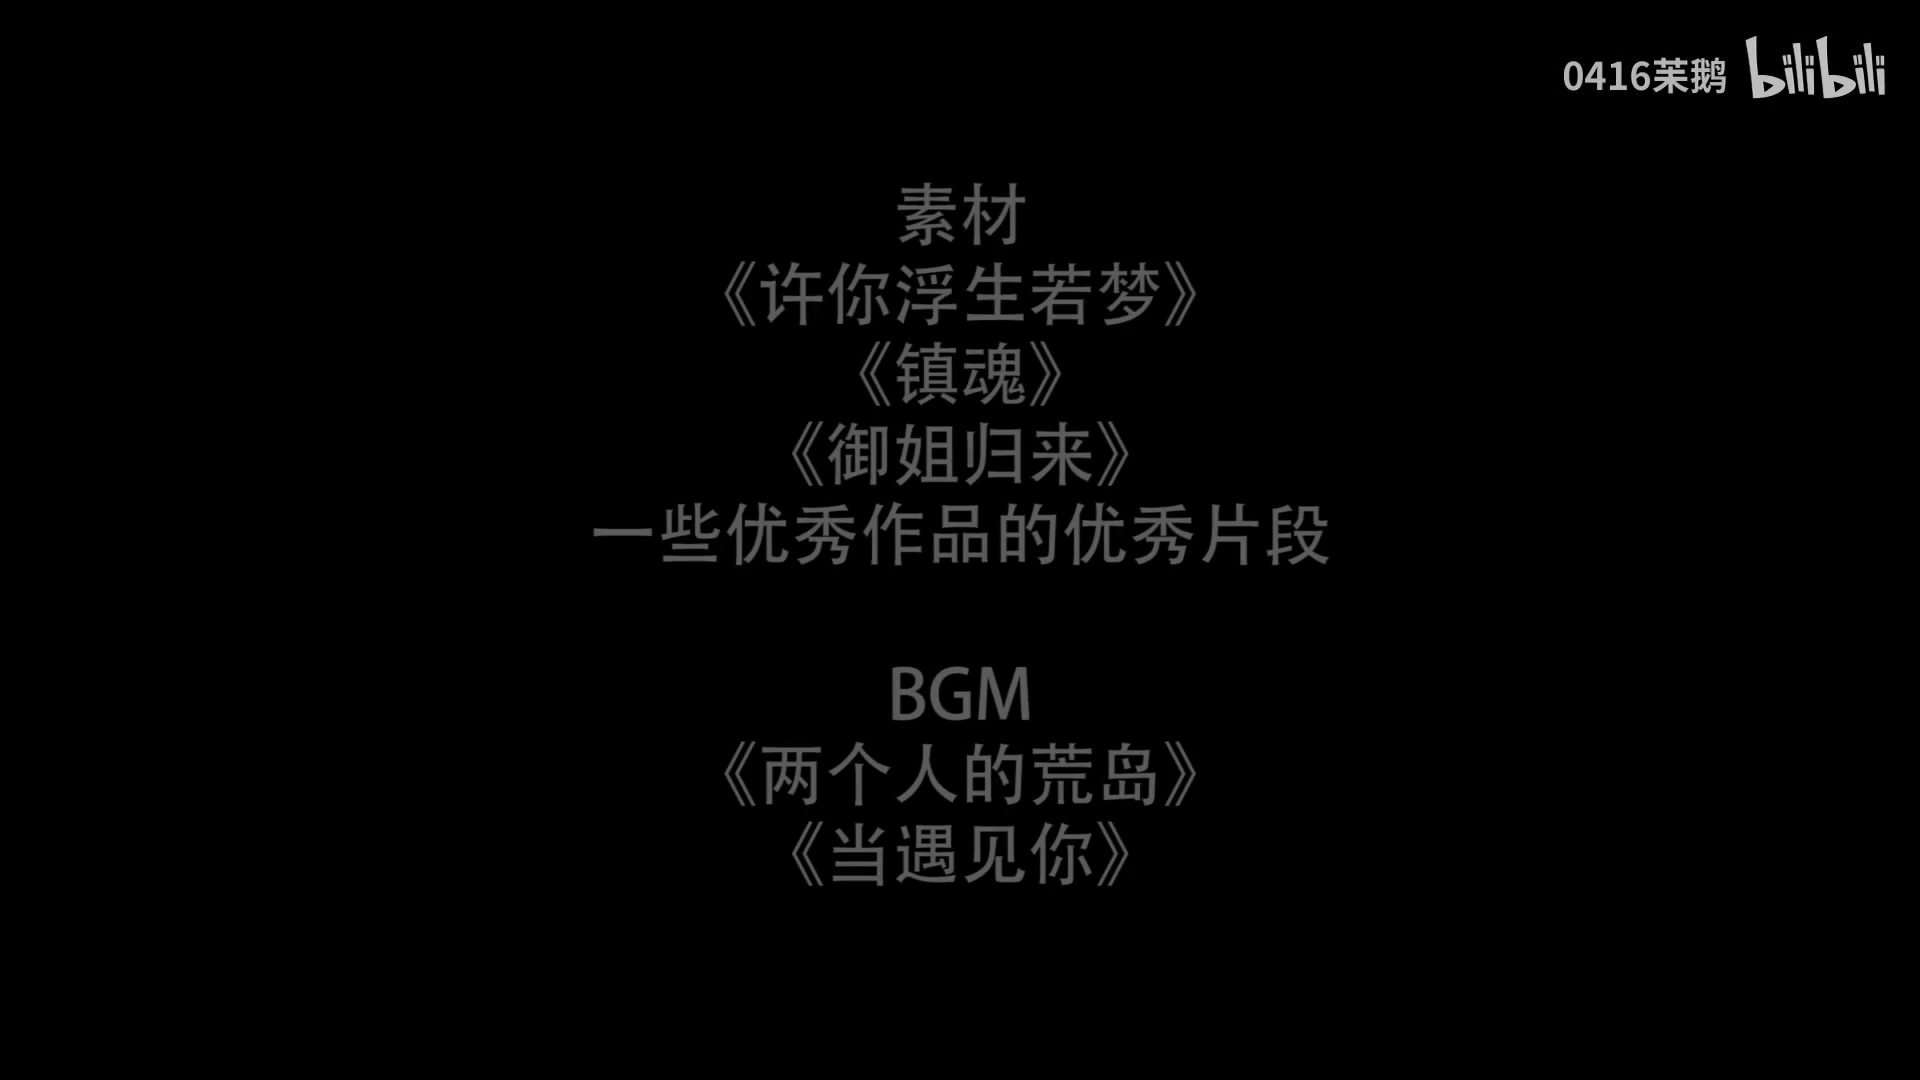 0416茉鹅 bilibili
素材
《许你浮生若梦》
《镇魂》
《御姐归来》
一些优秀作品的优秀片段
BGM
《两个人的荒岛》
《当遇见你》